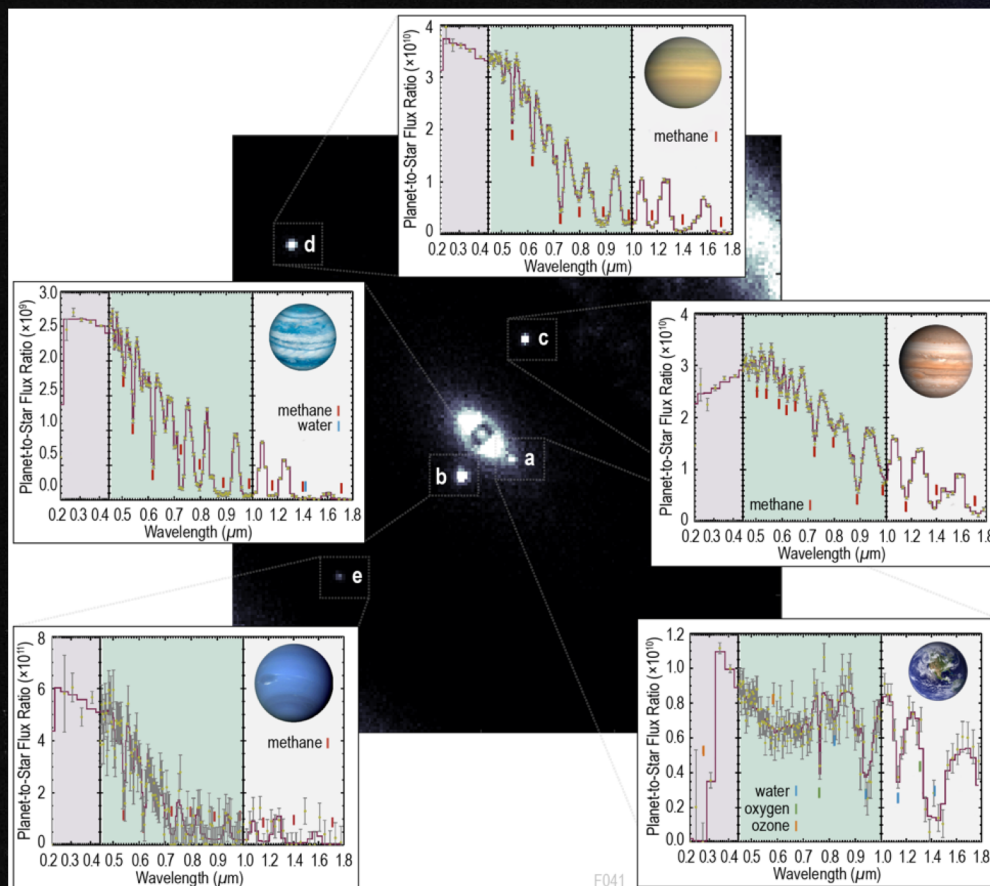 Planet-to-Star Flux Ratio (×10¹⁰)
4
3
2
1
0
methane
0.2 0.3 0.4 0.5 0.6 0.7 0.8 0.9 1.0 1.2 1.4 1.6 1.8
Wavelength (µm)
d
Planet-to-Star Flux Ratio (×10⁹)
3.0
2.5
2.0
1.5
1.0
0.5
0.0
methane
water
0.2 0.3 0.4 0.5 0.6 0.7 0.8 0.9 1.0 1.2 1.4 1.6 1.8
Wavelength (µm)
c
Planet-to-Star Flux Ratio (×10¹⁰)
4
3
2
1
0
methane
0.2 0.3 0.4 0.5 0.6 0.7 0.8 0.9 1.0 1.2 1.4 1.6 1.8
Wavelength (µm)
a
b
e
Planet-to-Star Flux Ratio (×10¹¹)
8
6
4
2
0
methane
0.2 0.3 0.4 0.5 0.6 0.7 0.8 0.9 1.0 1.2 1.4 1.6 1.8
Wavelength (µm)
Planet-to-Star Flux Ratio (×10¹⁰)
1.2
1.0
0.8
0.6
0.4
0.2
0.0
water
oxygen
ozone
0.2 0.3 0.4 0.5 0.6 0.7 0.8 0.9 1.0 1.2 1.4 1.6 1.8
Wavelength (µm)
F041